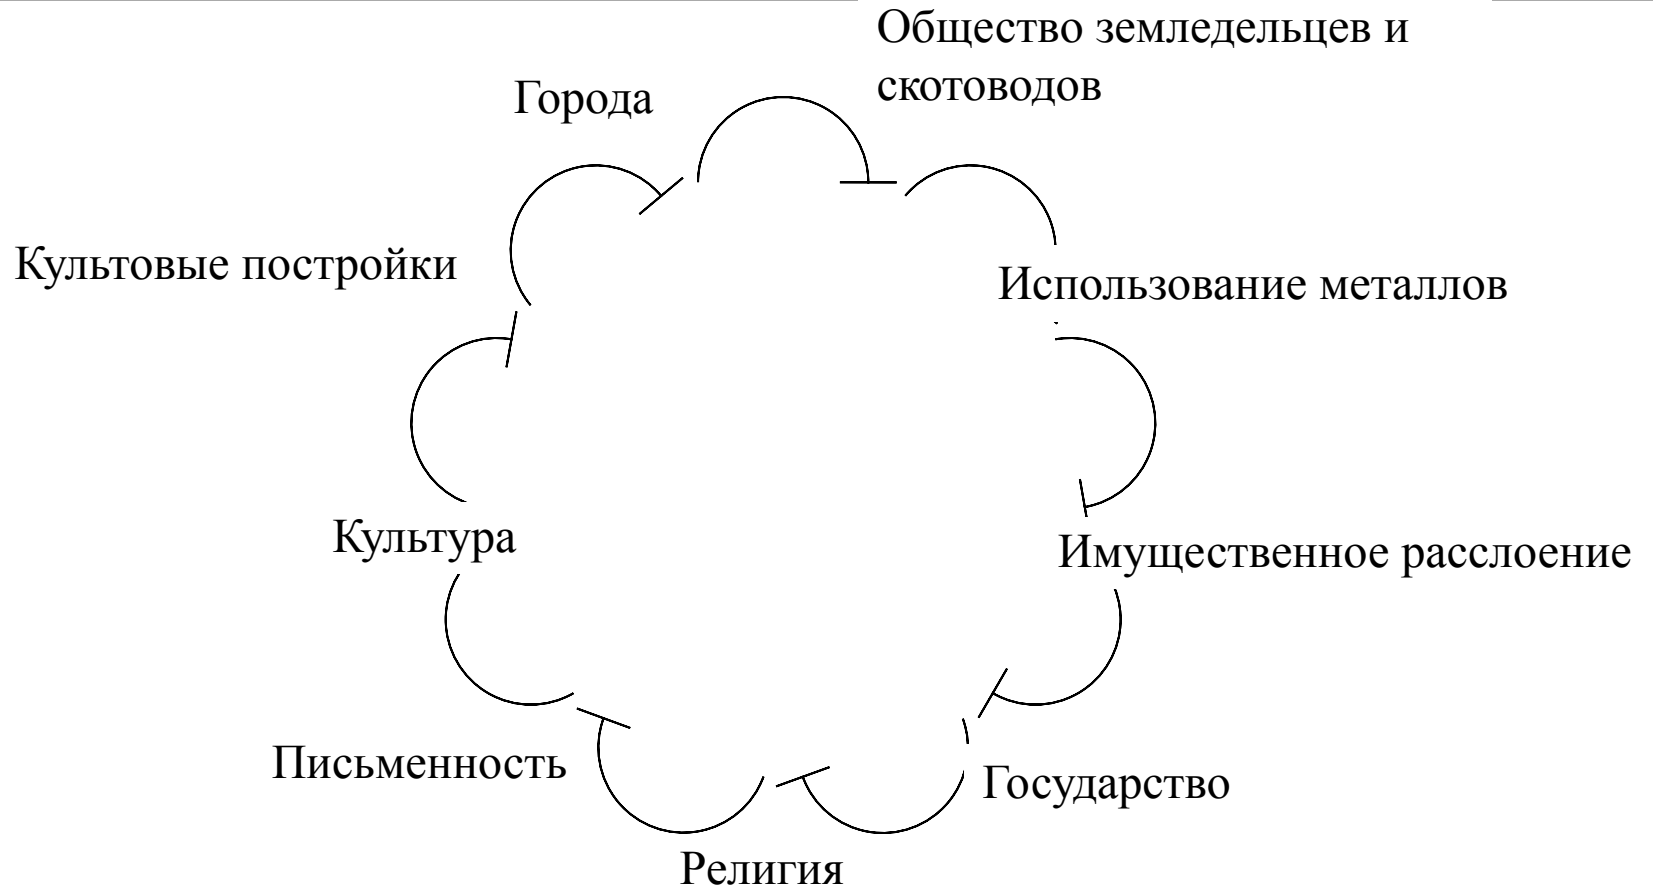 Общество земледельцев и
скотоводов
Города
Культовые постройки
Использование металлов
Культура
Имущественное расслоение
Письменность
Государство
Религия